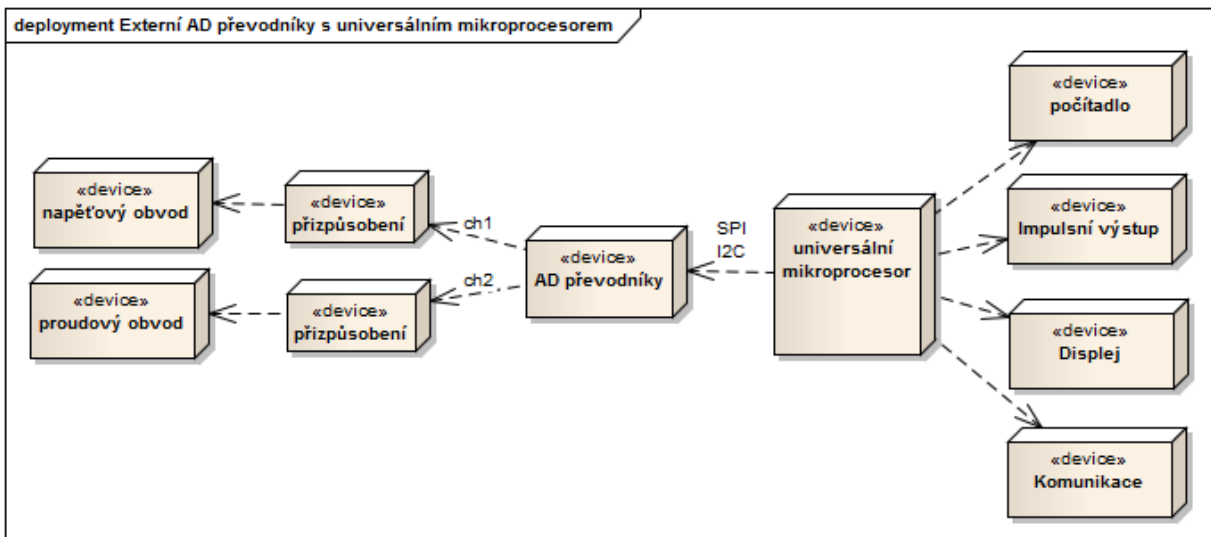 deployment Externí AD převodníky s universálním mikroprocesorem
«device»
napěťový obvod
«device»
proudový obvod
«device»
přizpůsobení
«device»
přizpůsobení
ch1
ch2
«device»
AD převodníky
SPI
I2C
«device»
universální
mikroprocesor
«device»
počítadlo
«device»
Impulsní výstup
«device»
Displej
«device»
Komunikace